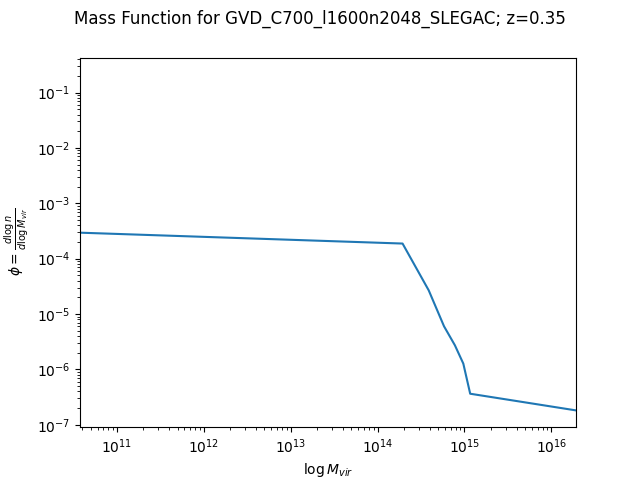 Mass Function for GVD_C700_l1600n2048_SLEGAC; z=0.35
10⁻¹
10⁻²
10⁻³
10⁻⁴
10⁻⁵
10⁻⁶
10⁻⁷
ϕ = d log n / d log M_vir
10¹¹ 10¹² 10¹³ 10¹⁴ 10¹⁵ 10¹⁶
log M_vir